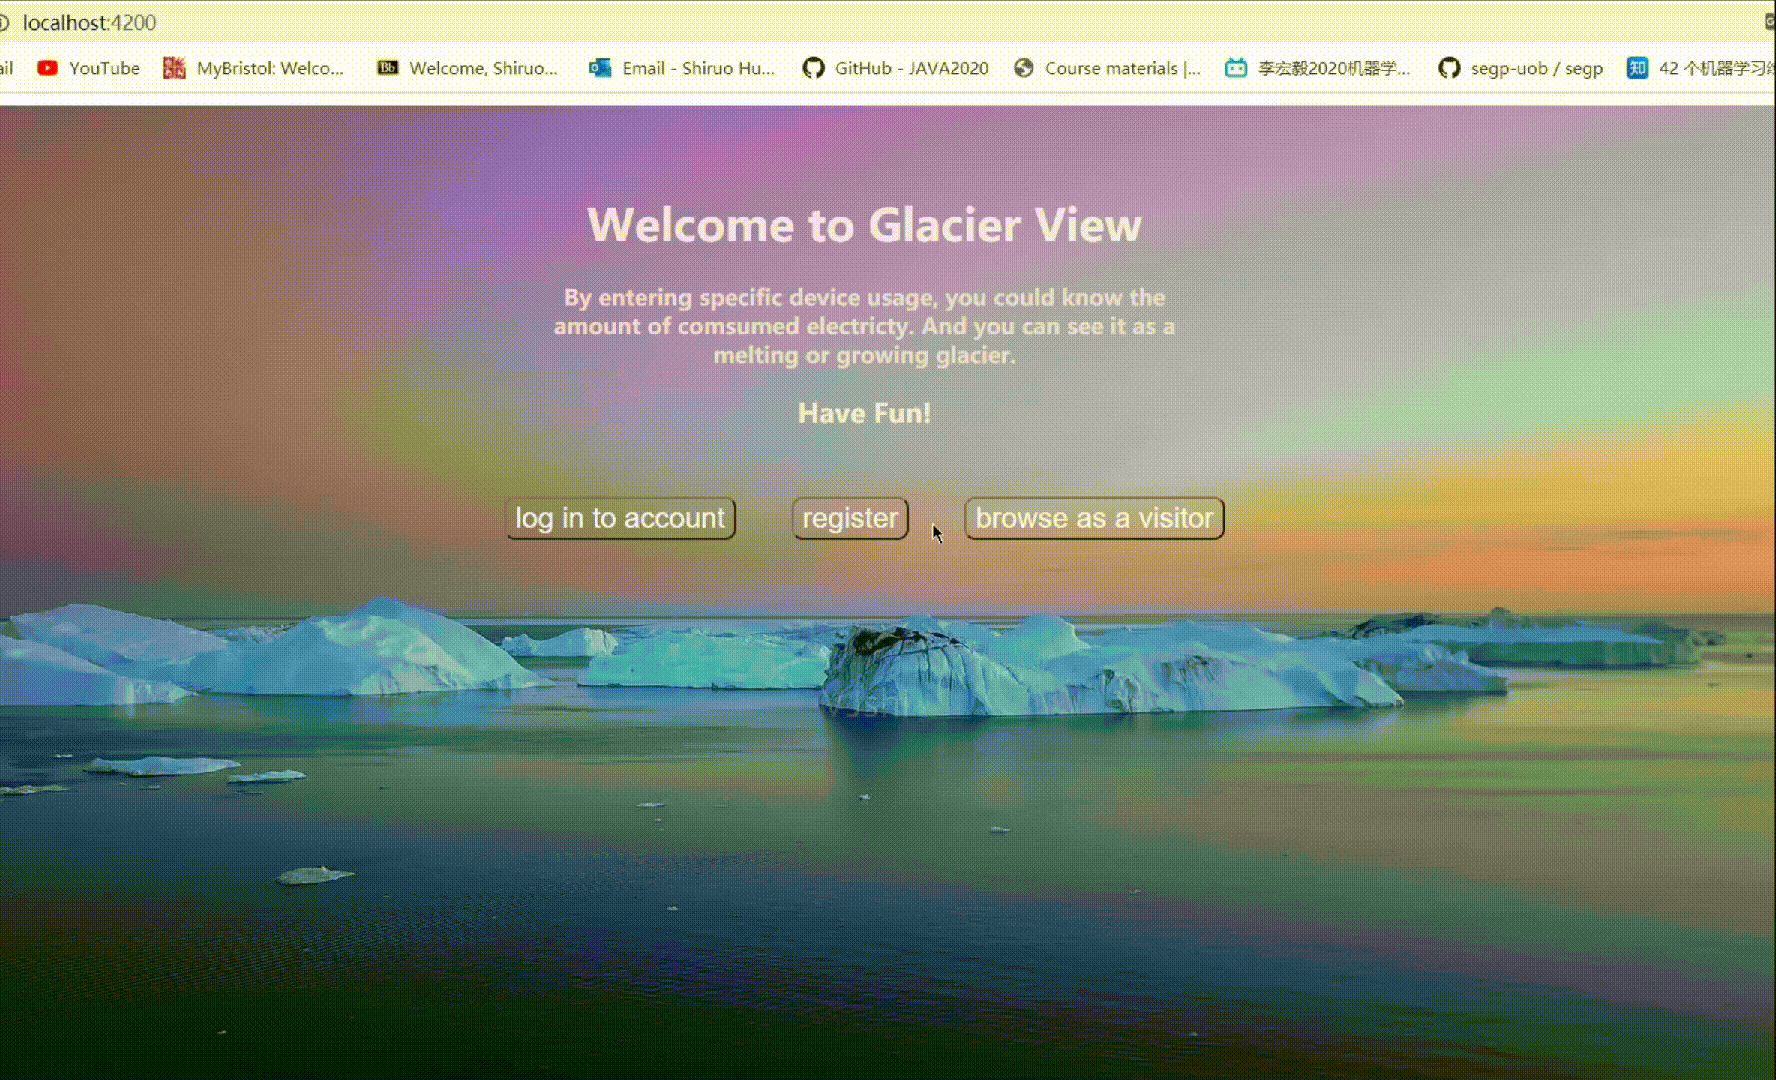 localhost:4200
ail YouTube MyBristol: Welco... Bb Welcome, Shiruo... Email - Shiruo Hu... GitHub - JAVA2020 Course materials |... 李宏毅2020机器学... segp-uob / segp 知 42 个机器学习练
Welcome to Glacier View
By entering specific device usage, you could know the
amount of comsumed electricty. And you can see it as a
melting or growing glacier.
Have Fun!
log in to account register browse as a visitor